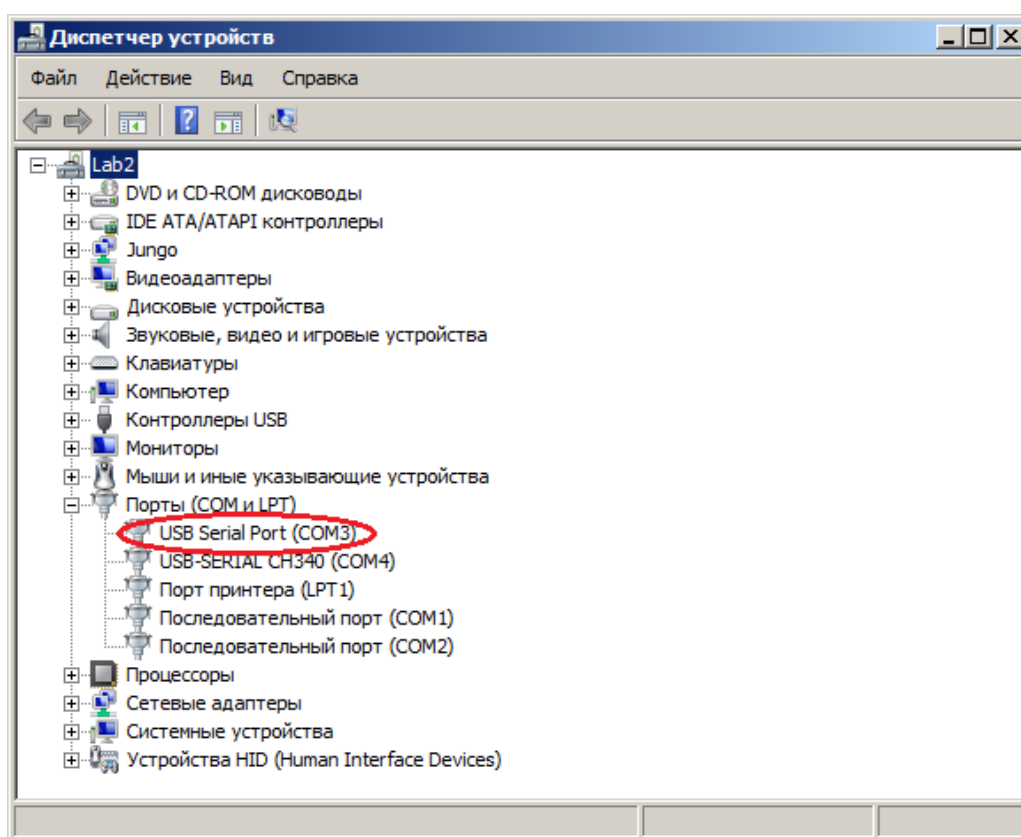 Диспетчер устройств
Файл Действие Вид Справка
Lab2
DVD и CD-ROM дисководы
IDE ATA/ATAPI контроллеры
Jungo
Видеоадаптеры
Дисковые устройства
Звуковые, видео и игровые устройства
Клавиатуры
Компьютер
Контроллеры USB
Мониторы
Мыши и иные указывающие устройства
Порты (COM и LPT)
USB Serial Port (COM3)
USB-SERIAL CH340 (COM4)
Порт принтера (LPT1)
Последовательный порт (COM1)
Последовательный порт (COM2)
Процессоры
Сетевые адаптеры
Системные устройства
Устройства HID (Human Interface Devices)